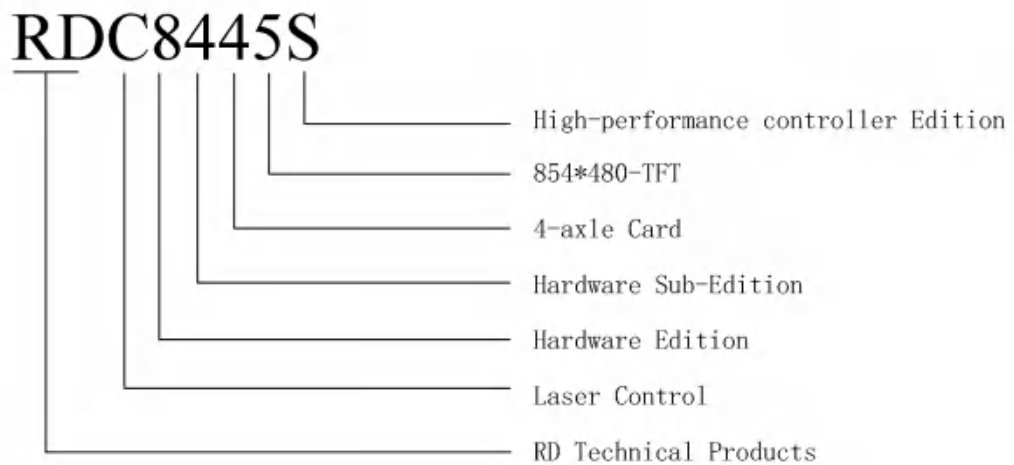 RDC8445S
High-performance controller Edition
854*480-TFT
4-axle Card
Hardware Sub-Edition
Hardware Edition
Laser Control
RD Technical Products